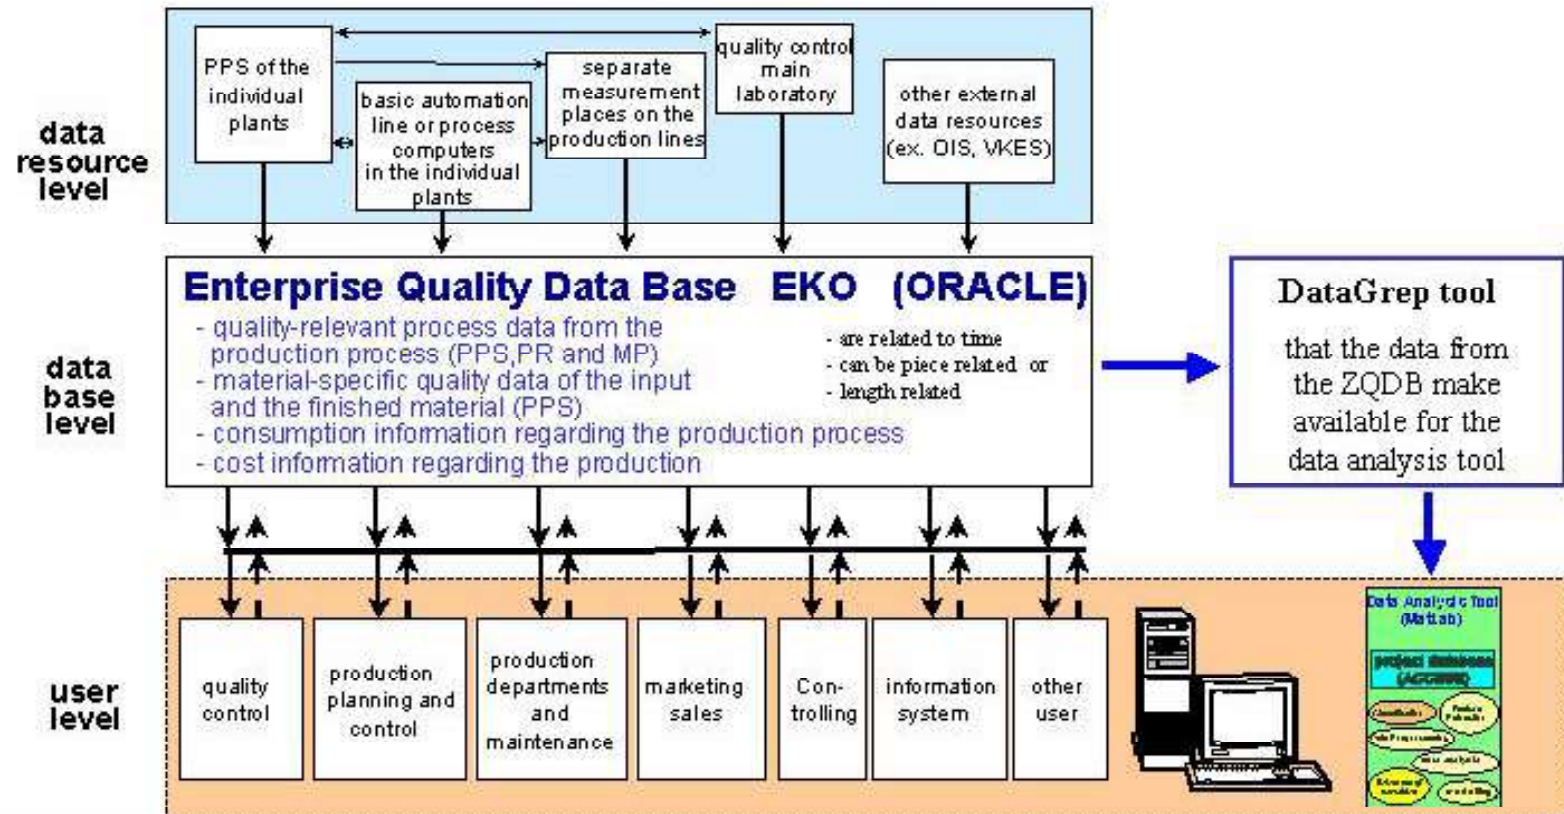 data
resource
level
PPS of the
individual
plants
basic automation
line or process
computers
in the individual
plants
separate
measurement
places on the
production lines
quality control
main
laboratory
other external
data resources
(ex. OIS, VKES)
data
base
level
Enterprise Quality Data Base EKO (ORACLE)
- quality-relevant process data from the
production process (PPS,PR and MP)
- material-specific quality data of the input
and the finished material (PPS)
- consumption information regarding the production process
- cost information regarding the production
- are related to time
- can be piece related or
- length related
DataGrep tool
that the data from
the ZQDB make
available for the
data analysis tool
user
level
quality
control
production
planning and
control
production
departments
and
maintenance
marketing
sales
Con-
trolling
information
system
other
user
Data Analysis Tool
(MatLab)
project database
modelling